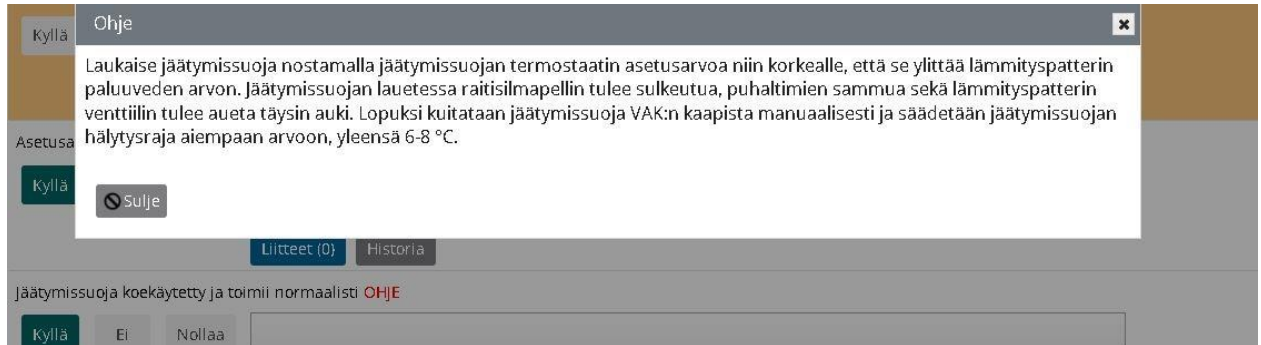 Ohje
Kyllä
Laukaise jäätymissuoja nostamalla jäätymissuojan termostaatin asetusarvoa niin korkealle, että se ylittää lämmityspatterin
paluuveden arvon. Jäätymissuojan lauetessa raitisilmapellin tulee sulkeutua, puhaltimien sammua sekä lämmityspatterin
venttiilin tulee aueta täysin auki. Lopuksi kuitataan jäätymissuoja VAK:n kaapista manuaalisesti ja säädetään jäätymissuojan
hälytysraja aiempaan arvoon, yleensä 6-8 °C.
Asetusa
Kyllä
Sulje
Liitteet (0) Historia
Jäätymissuoja koekäytetty ja toimii normaalisti OHJE
Kyllä Ei Nollaa